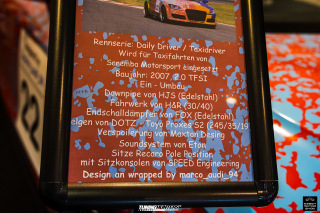 Rennserie: Daily Driver / Taxidriver
Wird für Taxifahrten von
Saremba Motorsport eingesetzt
Baujahr: 2007 2.0 TFSI
Ein - Umbau
Downpipe von HJS (Edelstahl)
Fahrwerk von H&R (30/40)
Endschalldämpfer von FOX (Edelstahl)
elgen von DOTZ - Toyo Proxes S2 (245/35/19
Verspoilerung von Maxton Desing
Soundsystem von Eton
Sitze Recaro Pole Position
mit Sitzkonsolen von SPEED Engineering
Design an wrapped by marco_audi_94